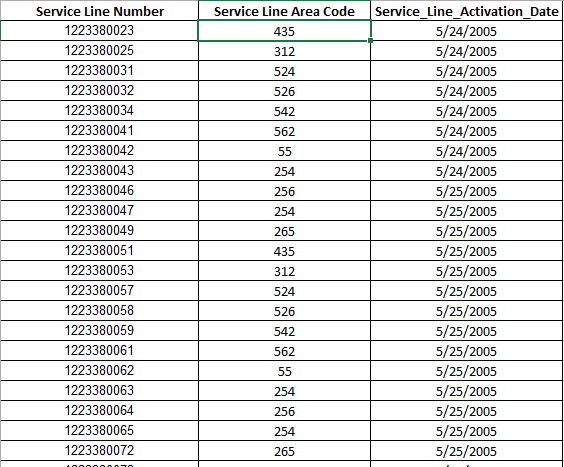 Service Line Number Service Line Area Code Service_Line_Activation_Date
1223380023 435 5/24/2005
1223380025 312 5/24/2005
1223380031 524 5/24/2005
1223380032 526 5/24/2005
1223380034 542 5/24/2005
1223380041 562 5/24/2005
1223380042 55 5/24/2005
1223380043 254 5/24/2005
1223380046 256 5/25/2005
1223380047 254 5/25/2005
1223380049 265 5/25/2005
1223380051 435 5/25/2005
1223380053 312 5/25/2005
1223380057 524 5/25/2005
1223380058 526 5/25/2005
1223380059 542 5/25/2005
1223380061 562 5/25/2005
1223380062 55 5/25/2005
1223380063 254 5/25/2005
1223380064 256 5/25/2005
1223380065 254 5/25/2005
1223380072 265 5/25/2005